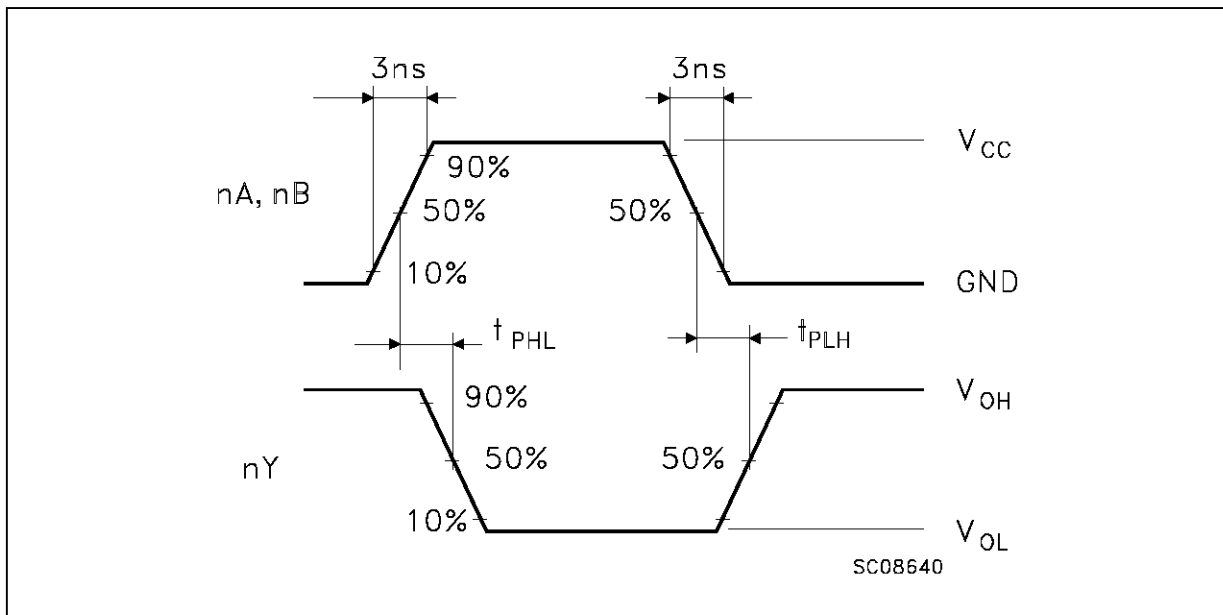 3ns 3ns
V_CC
90%
nA, nB
50% 50%
10%
GND
t_PHL t_PLH
90%
V_OH
50% 50%
nY
10%
V_OL
SC08640